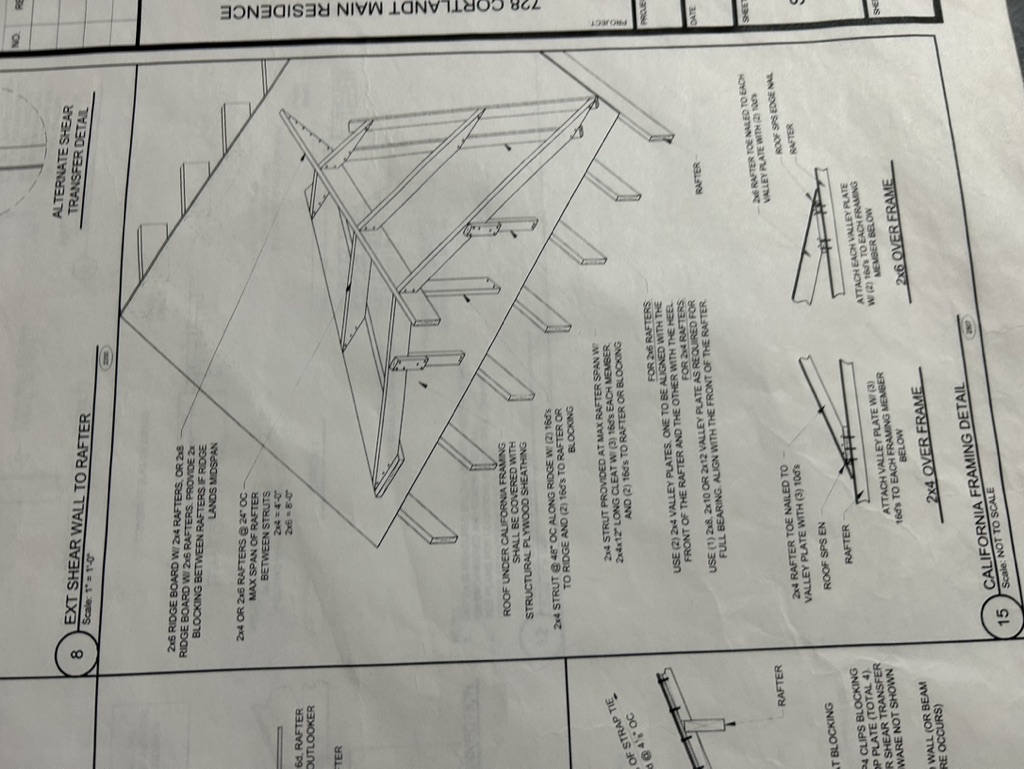 NO.
728 CORTLANDT MAIN RESIDENCE
PROJECT
DATE
ALTERNATE SHEAR
TRANSFER DETAIL
8
EXT SHEAR WALL TO RAFTER
Scale: 1" = 1'-0"
2x6 RIDGE BOARD W/ 2x4 RAFTERS, OR 2x8
RIDGE BOARD W/ 2x6 RAFTERS. PROVIDE 2x
BLOCKING BETWEEN RAFTERS IF RIDGE
LANDS MIDSPAN
2x4 OR 2x6 RAFTERS @ 24" OC
MAX SPAN OF RAFTER
BETWEEN STRUTS
2x4 = 4'-0"
2x6 = 8'-0"
ROOF UNDER CALIFORNIA FRAMING
SHALL BE COVERED WITH
STRUCTURAL PLYWOOD SHEATHING
2x4 STRUT @ 48" OC ALONG RIDGE W/ (2) 16d's
TO RIDGE AND (2) 16d's TO RAFTER OR
BLOCKING
2x4 STRUT PROVIDED AT MAX RAFTER SPAN W/
2x4x12" LONG CLEAT W/ (3) 16d's EACH MEMBER,
AND (2) 16d's TO RAFTER OR BLOCKING
FOR 2x6 RAFTERS
USE (2) 2x4 VALLEY PLATES. ONE TO BE ALIGNED WITH THE
FRONT OF THE RAFTER AND THE OTHER WITH THE HEEL
FOR 2x4 RAFTERS
USE (1) 2x8, 2x10 OR 2x12 VALLEY PLATE AS REQUIRED FOR
FULL BEARING. ALIGN WITH THE FRONT OF THE RAFTER.
RAFTER
2x4 RAFTER TOE NAILED TO
VALLEY PLATE WITH (3) 10d's
ROOF SPS EN
RAFTER
ATTACH VALLEY PLATE W/ (3)
16d's TO EACH FRAMING MEMBER
BELOW
2x4 OVER FRAME
2x6 RAFTER TOE NAILED TO EACH
VALLEY PLATE WITH (2) 10d's
ROOF SPS EDGE NAIL
RAFTER
ATTACH EACH VALLEY PLATE
W/ (2) 16d's TO EACH FRAMING
MEMBER BELOW
2x6 OVER FRAME
15
CALIFORNIA FRAMING DETAIL
Scale: NOT TO SCALE
RAFTER
OUTLOOKER
OF STRAP TIE,
RAFTER
BLOCKING
CLIPS BLOCKING
PLATE (TOTAL 4).
SHEAR TRANSFER
ARE NOT SHOWN
WALL (OR BEAM
OCCURS)